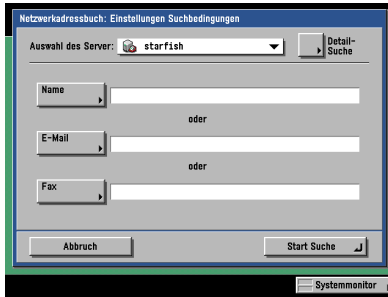 Netzwerkadressbuch: Einstellungen Suchbedingungen
Auswahl des Server: starfish
Detail-
Suche
Name
oder
E-Mail
oder
Fax
Abbruch
Start Suche
Systemmonitor